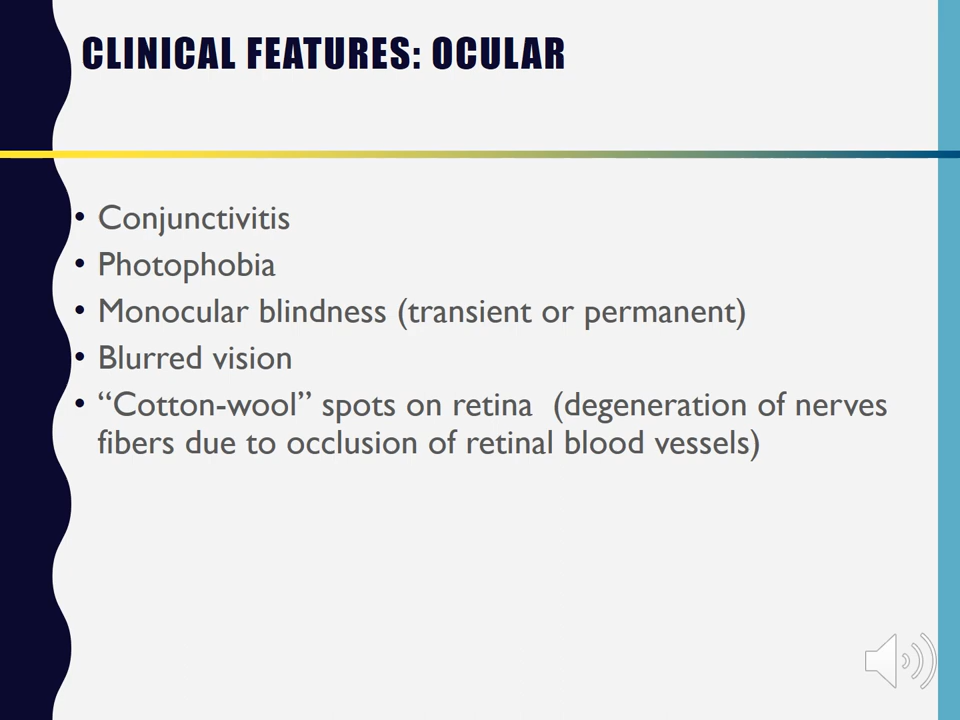 CLINICAL FEATURES: OCULAR
• Conjunctivitis
• Photophobia
• Monocular blindness (transient or permanent)
• Blurred vision
• “Cotton-wool” spots on retina  (degeneration of nerves
fibers due to occlusion of retinal blood vessels)